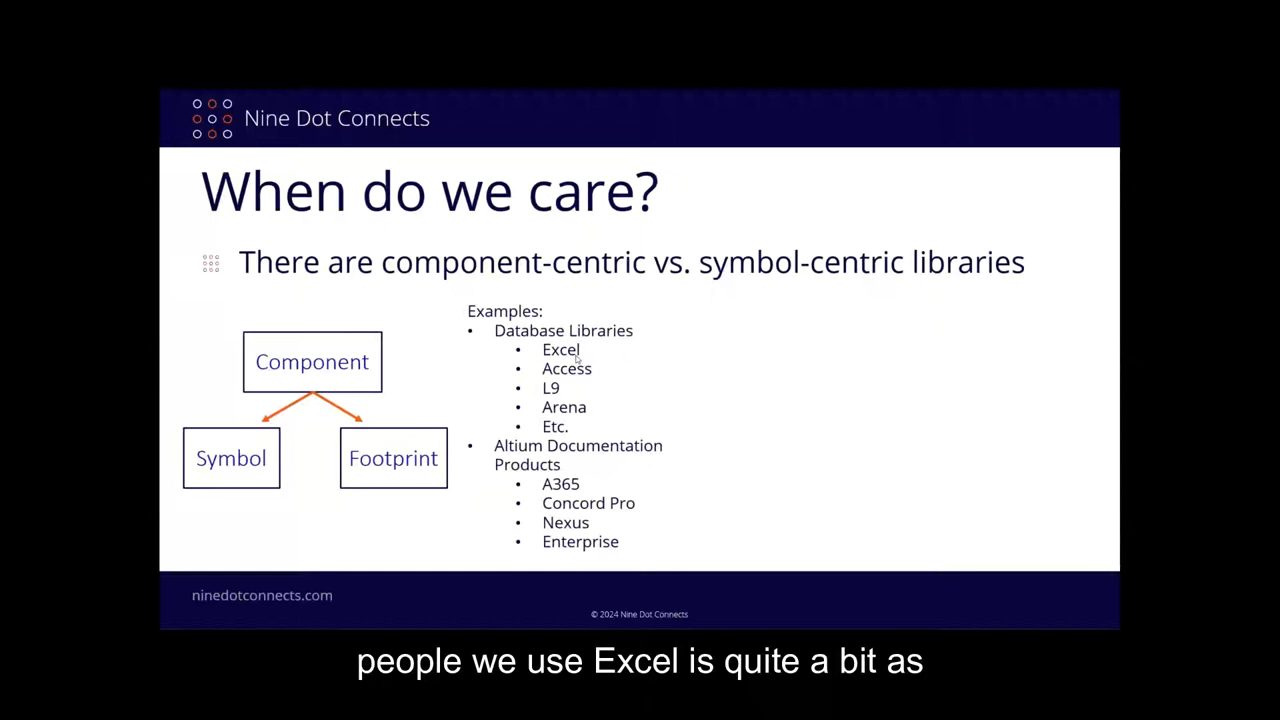 Nine Dot Connects
When do we care?
There are component-centric vs. symbol-centric libraries
Component
Symbol
Footprint
Examples:
• Database Libraries
• Excel
• Access
• L9
• Arena
• Etc.
• Altium Documentation
Products
• A365
• Concord Pro
• Nexus
• Enterprise
ninedotconnects.com
© 2024 Nine Dot Connects
people we use Excel is quite a bit as